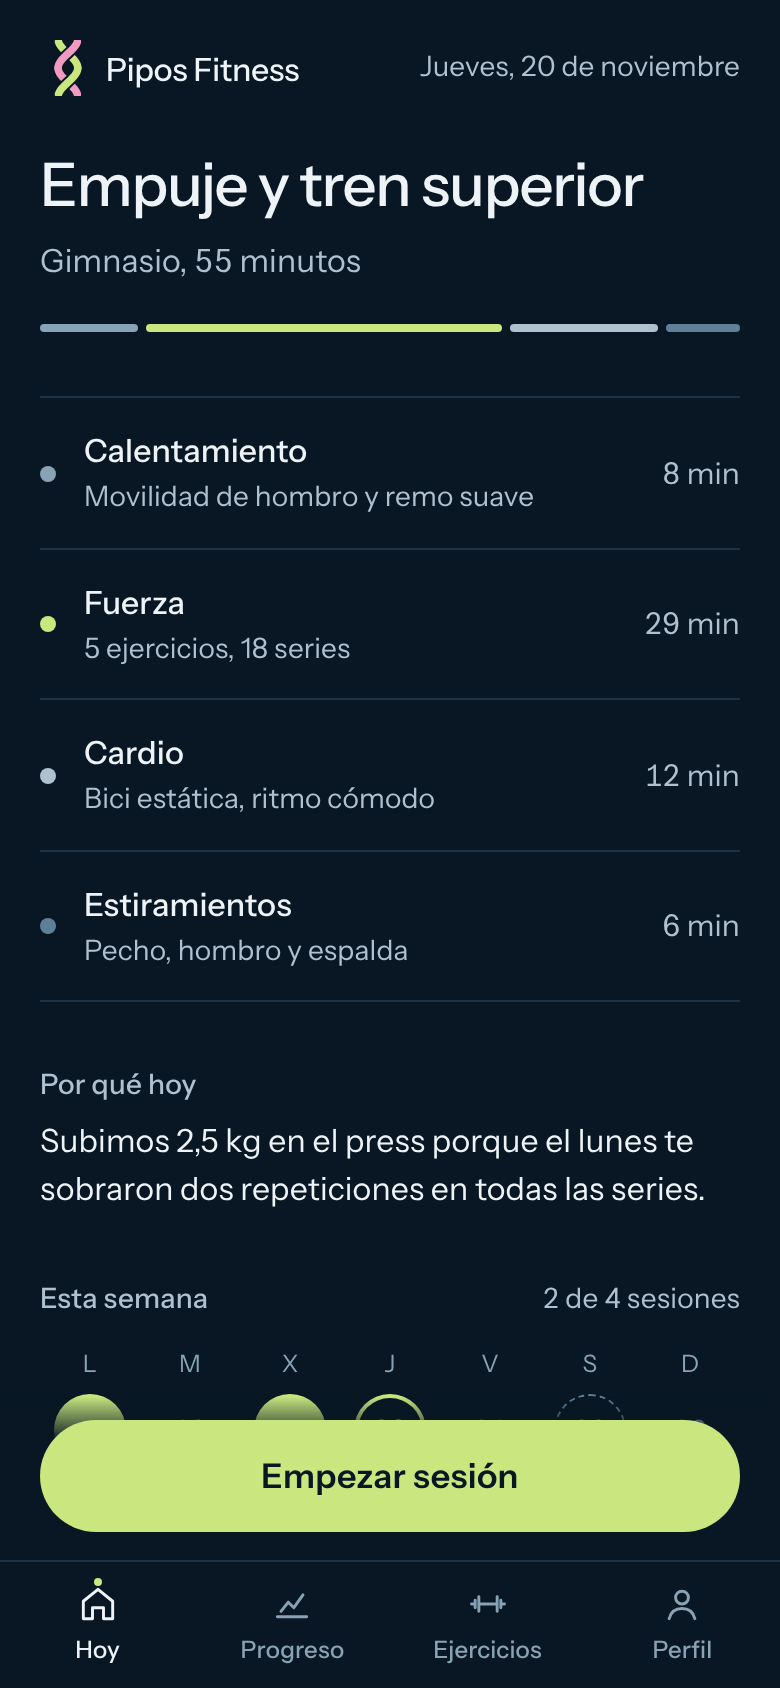 Pipos Fitness
Jueves, 20 de noviembre
Empuje y tren superior
Gimnasio, 55 minutos
Calentamiento
Movilidad de hombro y remo suave
8 min
Fuerza
5 ejercicios, 18 series
29 min
Cardio
Bici estática, ritmo cómodo
12 min
Estiramientos
Pecho, hombro y espalda
6 min
Por qué hoy
Subimos 2,5 kg en el press porque el lunes te
sobraron dos repeticiones en todas las series.
Esta semana
2 de 4 sesiones
L M X J V S D
Empezar sesión
Hoy Progreso Ejercicios Perfil